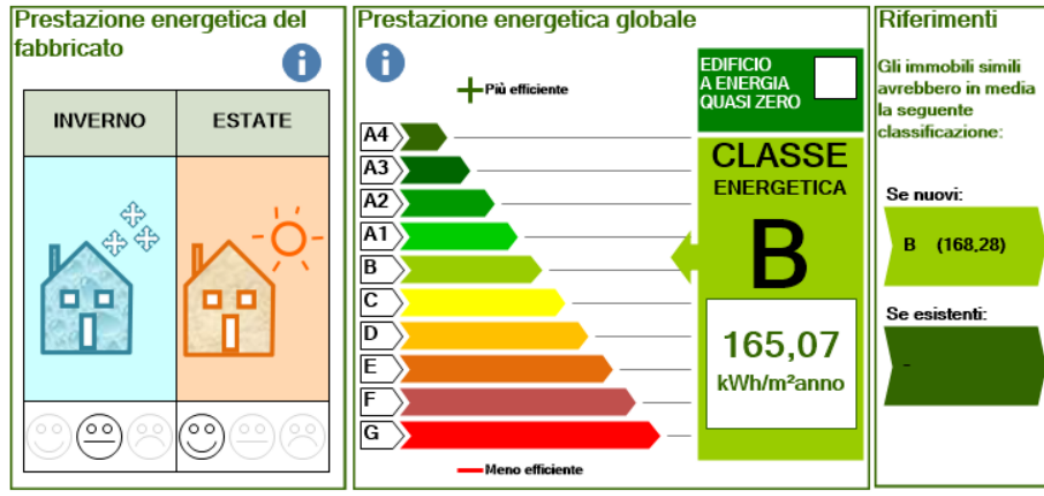 Prestazione energetica del
fabbricato
i
INVERNO
ESTATE
Prestazione energetica globale
i
Più efficiente
A4
A3
A2
A1
B
C
D
E
F
G
Meno efficiente
EDIFICIO
A ENERGIA
QUASI ZERO
CLASSE
ENERGETICA
B
165,07
kWh/m²anno
Riferimenti
Gli immobili simili
avrebbero in media
la seguente
classificazione:
Se nuovi:
B (168,28)
Se esistenti:
-